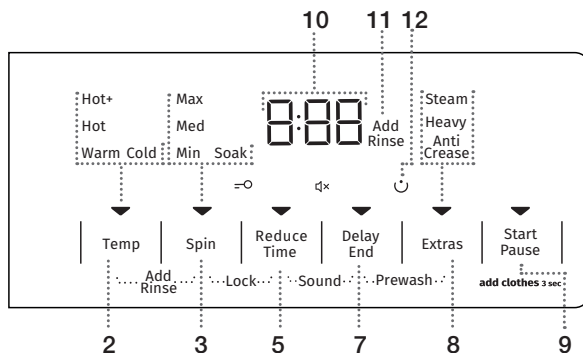 10 11 12
Hot+ Max Steam
Hot Med 8:88 Add Rinse Heavy
Warm Cold Min Soak Anti Crease
Temp Spin Reduce Time Delay End Extras Start Pause
Add Rinse Lock Sound Prewash add clothes 3 sec
2 3 5 7 8 9